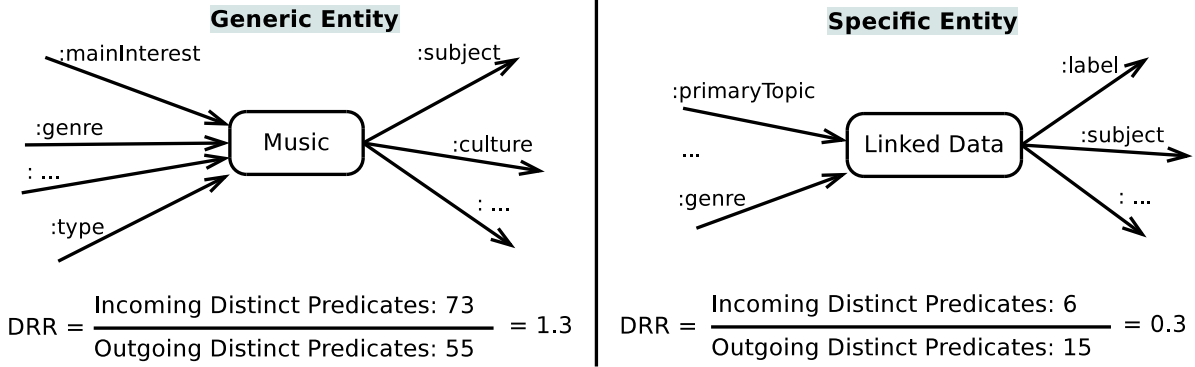 Generic Entity
:mainInterest
:subject
:genre
Music
:culture
: ...
: ...
:type
DRR = Incoming Distinct Predicates: 73
Outgoing Distinct Predicates: 55
= 1.3
Specific Entity
:label
:primaryTopic
Linked Data
:subject
...
:genre
: ...
DRR = Incoming Distinct Predicates: 6
Outgoing Distinct Predicates: 15
= 0.3